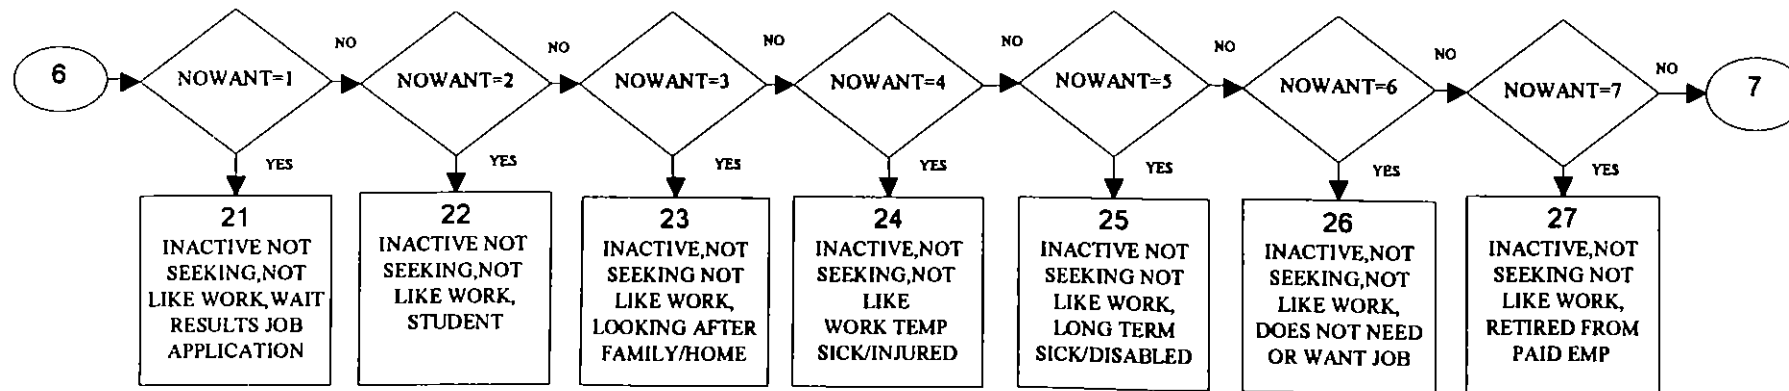 6
NOWANT=1
NO
YES
NOWANT=2
NO
YES
NOWANT=3
NO
YES
NOWANT=4
NO
YES
NOWANT=5
NO
YES
NOWANT=6
NO
YES
NOWANT=7
NO
YES
7
21
INACTIVE NOT
SEEKING,NOT
LIKE WORK,WAIT
RESULTS JOB
APPLICATION
22
INACTIVE NOT
SEEKING,NOT
LIKE WORK,
STUDENT
23
INACTIVE,NOT
SEEKING NOT
LIKE WORK,
LOOKING AFTER
FAMILY/HOME
24
INACTIVE,NOT
SEEKING,NOT
LIKE
WORK TEMP
SICK/INJURED
25
INACTIVE NOT
SEEKING NOT
LIKE WORK,
LONG TERM
SICK/DISABLED
26
INACTIVE,NOT
SEEKING,NOT
LIKE WORK,
DOES NOT NEED
OR WANT JOB
27
INACTIVE,NOT
SEEKING NOT
LIKE WORK,
RETIRED FROM
PAID EMP